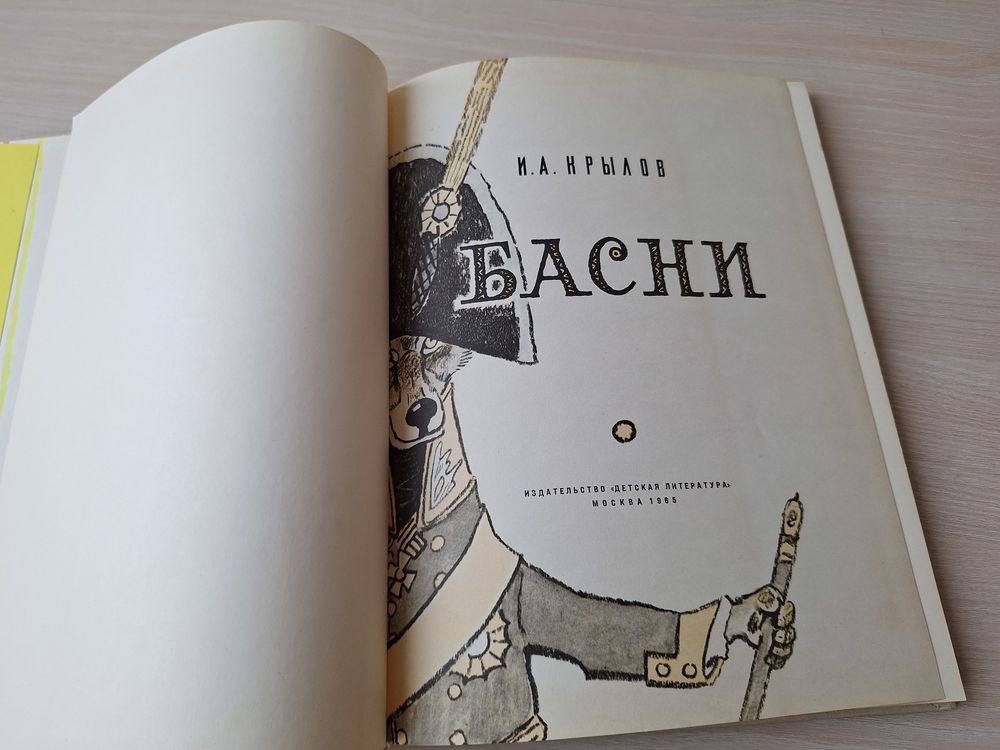 И.А. КРЫЛОВ
БАСНИ
ИЗДАТЕЛЬСТВО «ДЕТСКАЯ ЛИТЕРАТУРА»
МОСКВА 1965